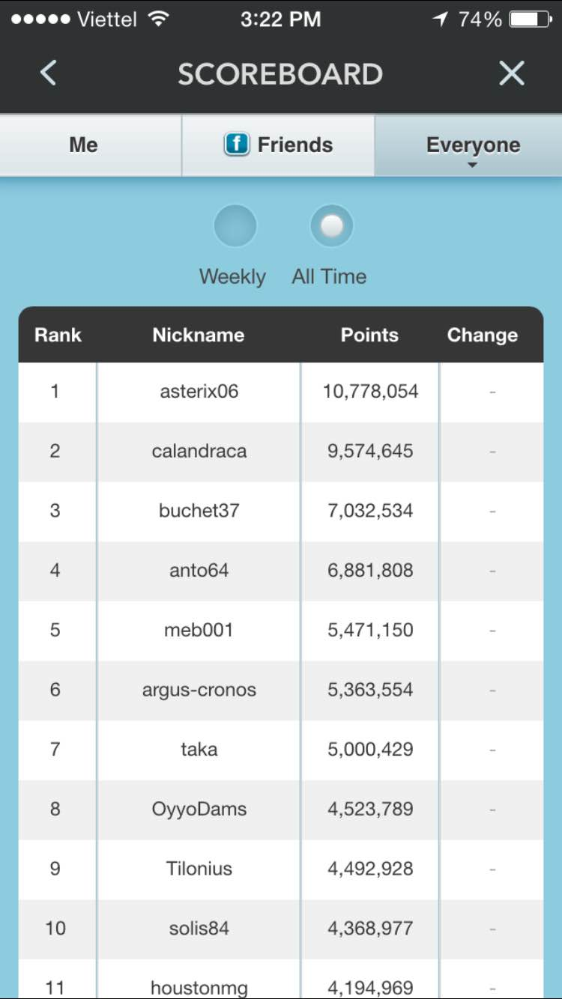 Viettel 3:22 PM 74%
SCOREBOARD
Me f Friends Everyone
Weekly All Time
Rank Nickname Points Change
1 asterix06 10,778,054 -
2 calandraca 9,574,645 -
3 buchet37 7,032,534 -
4 anto64 6,881,808 -
5 meb001 5,471,150 -
6 argus-cronos 5,363,554 -
7 taka 5,000,429 -
8 OyyoDams 4,523,789 -
9 Tilonius 4,492,928 -
10 solis84 4,368,977 -
11 houstonmg 4,194,969 -